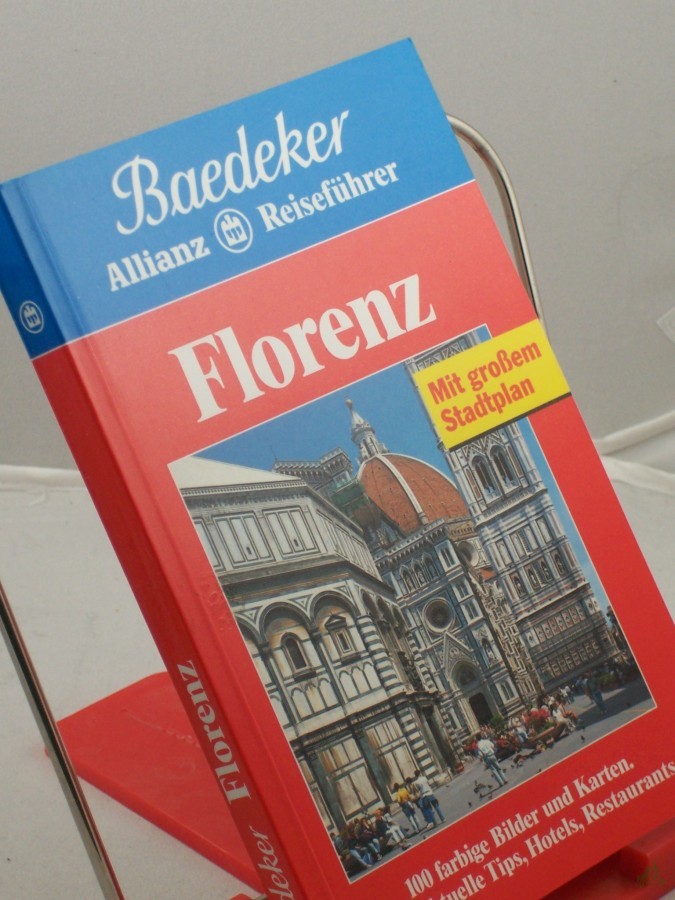 Baedeker
Allianz Reiseführer
Florenz
Mit großem
Stadtplan
100 farbige Bilder und Karten.
Tips, Hotels, Restaurants
Florenz